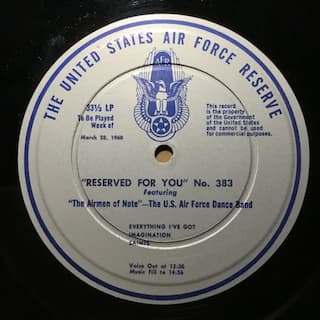 THE UNITED STATES AIR FORCE RESERVE
AFR
33⅓ LP
To Be Played
Week of
March 28, 1960
This record
is property of the
Government of the
United States and
cannot be used for
commercial purposes.
"RESERVED FOR YOU" No. 383
Featuring
"The Airmen of Note"—The U.S. Air Force Dance Band
EVERYTHING I'VE GOT
IMAGINATION
SAINTS
Voice Out at 13:36
Music Fill to 14:56